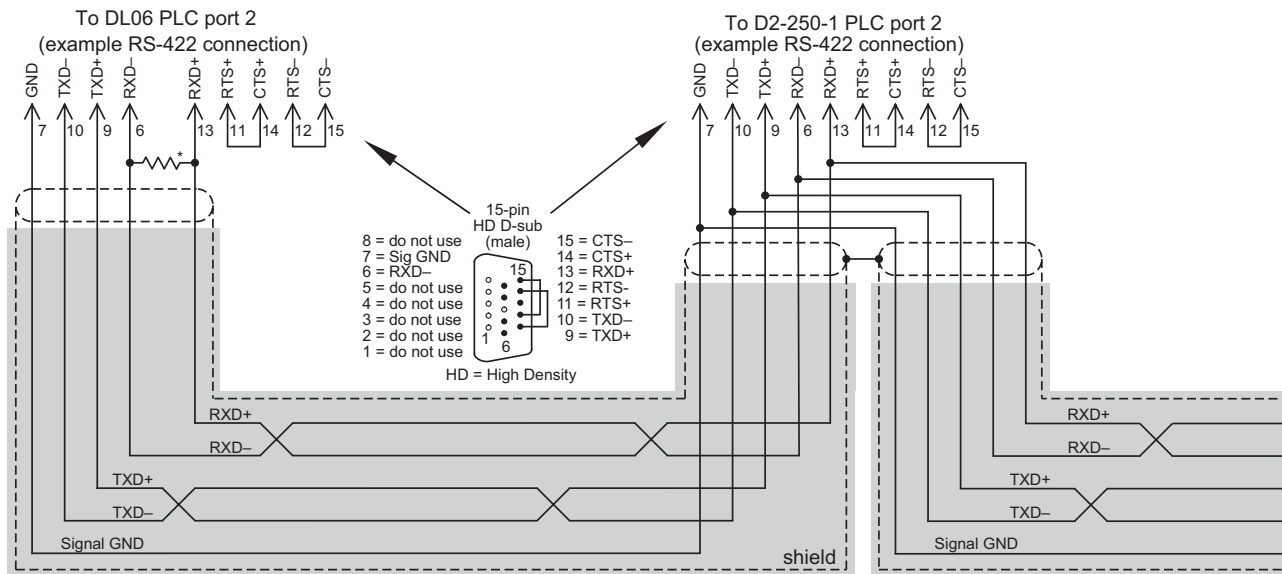 To DL06 PLC port 2
(example RS-422 connection)
GND
TXD–
TXD+
RXD–
RXD+
RTS+
CTS+
RTS–
CTS–
7
10
9
6
13
11
14
12
15
*
To D2-250-1 PLC port 2
(example RS-422 connection)
GND
TXD–
TXD+
RXD–
RXD+
RTS+
CTS+
RTS–
CTS–
7
10
9
6
13
11
14
12
15
15-pin
HD D-sub
(male)
8 = do not use
7 = Sig GND
6 = RXD–
5 = do not use
4 = do not use
3 = do not use
2 = do not use
1 = do not use
15
1
6
15 = CTS–
14 = CTS+
13 = RXD+
12 = RTS-
11 = RTS+
10 = TXD–
9 = TXD+
HD = High Density
RXD+
RXD–
TXD+
TXD–
Signal GND
shield
RXD+
RXD–
TXD+
TXD–
Signal GND